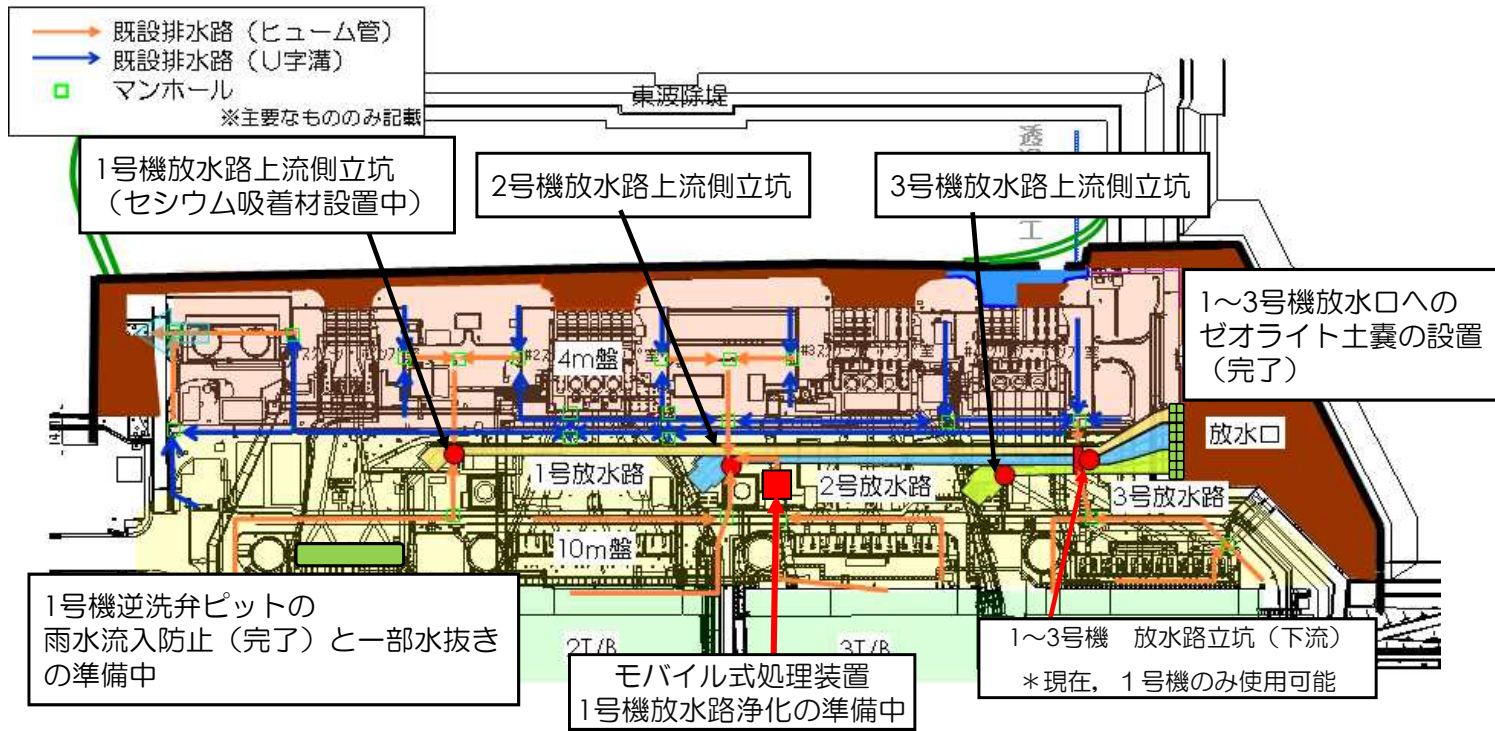 既設排水路（ヒューム管）
既設排水路（U字溝）
マンホール
※主要なもののみ記載
東波除堤
1号機放水路上流側立坑
（セシウム吸着材設置中）
2号機放水路上流側立坑
3号機放水路上流側立坑
1～3号機放水口への
ゼオライト土嚢の設置
（完了）
4m盤
放水口
1号放水路
2号放水路
3号放水路
10m盤
1号機逆洗弁ピットの
雨水流入防止（完了）と一部水抜き
の準備中
2T/B
3T/B
モバイル式処理装置
1号機放水路浄化の準備中
1～3号機　放水路立坑（下流）
＊現在，１号機のみ使用可能